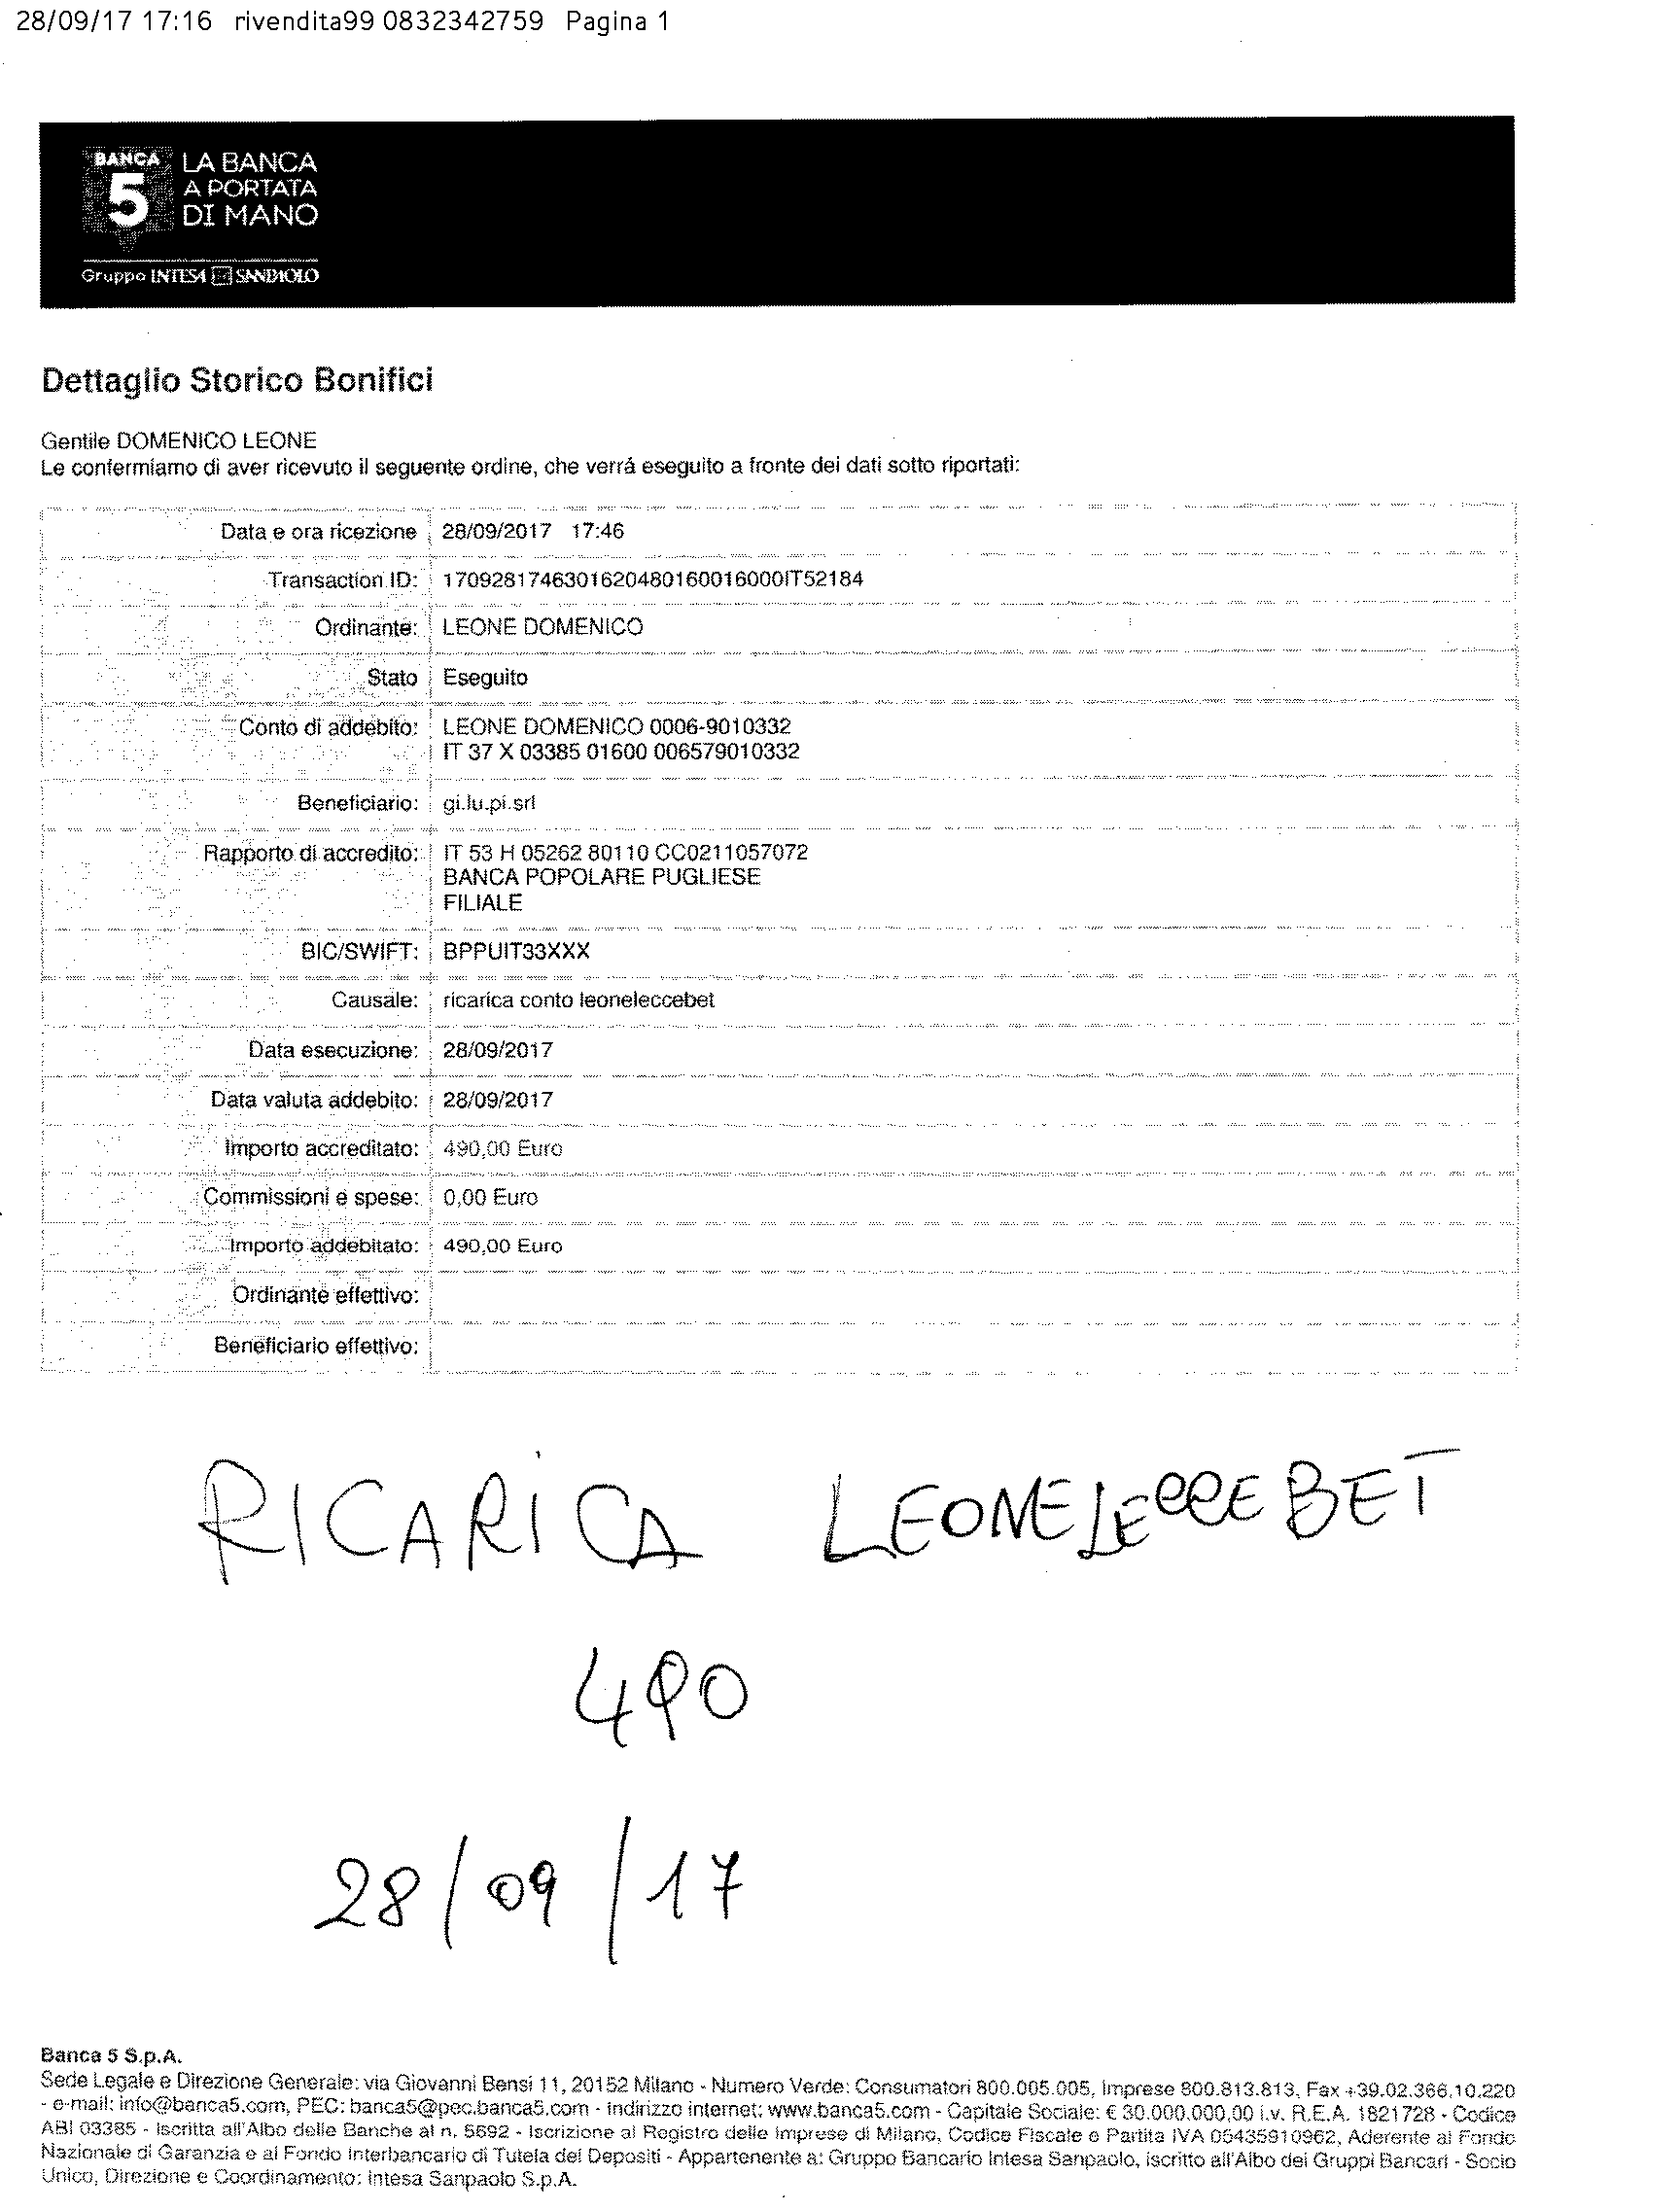 28/09/17 17:16 rivendita99 0832342759 Pagina 1
BANCA 5
LA BANCA
A PORTATA
DI MANO
Gruppo INTESA SANPAOLO
Dettaglio Storico Bonifici
Gentile DOMENICO LEONE
Le confermiamo di aver ricevuto il seguente ordine, che verrá eseguito a fronte dei dati sotto riportati:
Data e ora ricezione 28/09/2017 17:46
Transaction ID: 1709281746301620480160016000IT52184
Ordinante: LEONE DOMENICO
Stato Eseguito
Conto di addebito: LEONE DOMENICO 0006-9010332
IT 37 X 03385 01600 006579010332
Beneficiario: gi.lu.pi.srl
Rapporto di accredito: IT 53 H 05262 80110 CC0211057072
BANCA POPOLARE PUGLIESE
FILIALE
BIC/SWIFT: BPPUIT33XXX
Causale: ricarica conto leoneleccebet
Data esecuzione: 28/09/2017
Data valuta addebito: 28/09/2017
Importo accreditato: 490,00 Euro
Commissioni e spese: 0,00 Euro
Importo addebitato: 490,00 Euro
Ordinante effettivo:
Beneficiario effettivo:
RICARICA LEONELECCEBET
490
28/09/17
Banca 5 S.p.A.
Sede Legale e Direzione Generale: via Giovanni Bensi 11, 20152 Milano - Numero Verde: Consumatori 800.005.005, Imprese 800.813.813, Fax +39.02.366.10.220
- e-mail: info@banca5.com, PEC: banca5@pec.banca5.com - indirizzo internet: www.banca5.com - Capitale Sociale: € 30.000.000,00 i.v. R.E.A. 1821728 - Codice
ABI 03385 - Iscritta all'Albo delle Banche al n. 5692 - Iscrizione al Registro delle Imprese di Milano, Codice Fiscale e Partita IVA 05435910962, Aderente al Fondo
Nazionale di Garanzia e al Fondo Interbancario di Tutela dei Depositi - Appartenente a: Gruppo Bancario Intesa Sanpaolo, iscritto all'Albo dei Gruppi Bancari - Socio
Unico, Direzione e Coordinamento: Intesa Sanpaolo S.p.A.